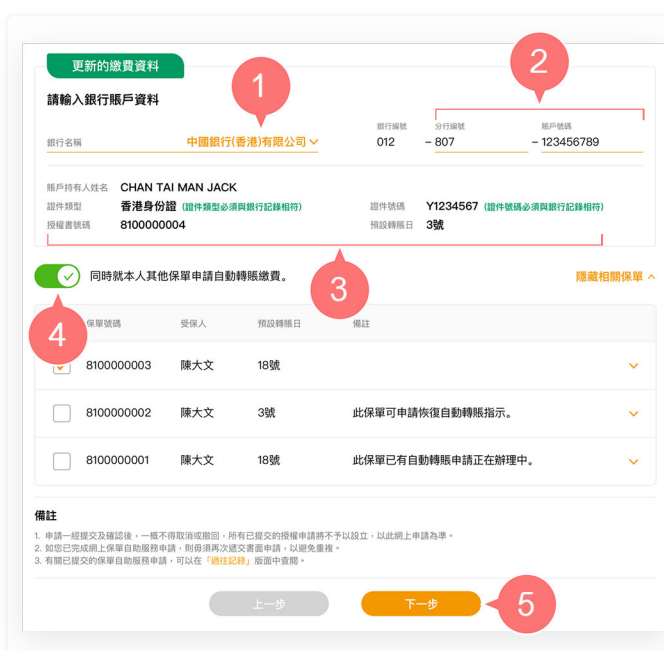 更新的繳費資料
1
2
請輸入銀行賬戶資料
銀行編號 分行編號 賬戶號碼
銀行名稱 中國銀行(香港)有限公司 012 – 807 – 123456789
賬戶持有人姓名 CHAN TAI MAN JACK
證件類型 香港身份證 (證件類型必須與銀行記錄相符) 證件號碼 Y1234567 (證件號碼必須與銀行記錄相符)
授權書號碼 8100000004 預設轉賬日 3號
3
同時就本人其他保單申請自動轉賬繳費。 隱藏相關保單
4
保單號碼 受保人 預設轉賬日 備註
8100000003 陳大文 18號
8100000002 陳大文 3號 此保單可申請恢復自動轉賬指示。
8100000001 陳大文 18號 此保單已有自動轉賬申請正在辦理中。
備註
1. 申請一經提交及確認後，一概不得取消或撤回，所有已提交的授權申請將不予以設立，以此網上申請為準。
2. 如您已完成網上保單自助服務申請，則毋須再次遞交書面申請，以避免重複。
3. 有關已提交的保單自助服務申請，可以在「過往記錄」版面中查閱。
上一步 下一步 5